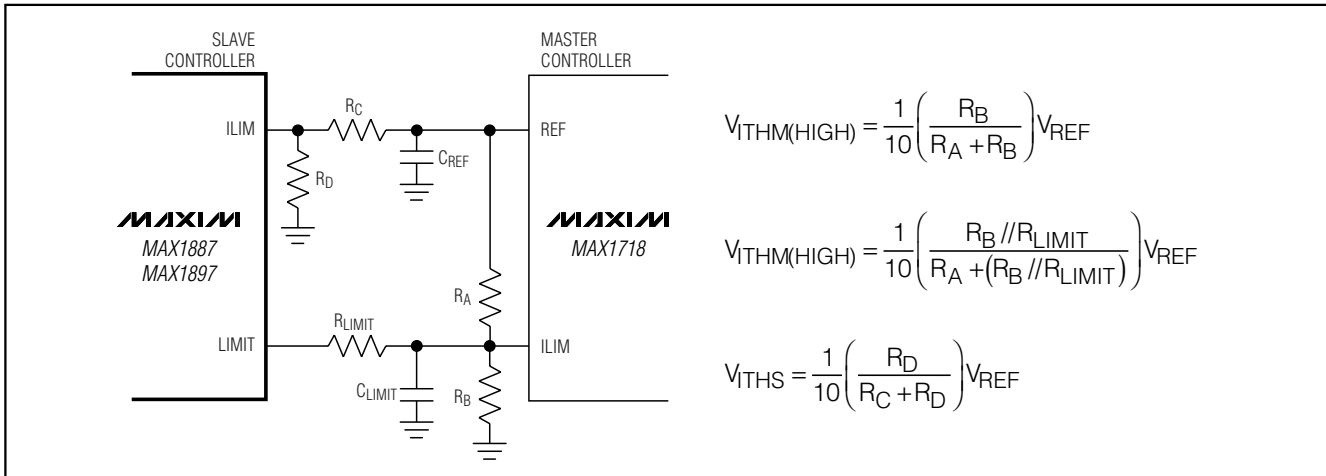 SLAVE
CONTROLLER
MASTER
CONTROLLER
ILIM
R_C
REF
C_REF
R_D
MAXIM
MAX1887
MAX1897
MAXIM
MAX1718
R_A
R_LIMIT
LIMIT
ILIM
C_LIMIT
R_B
V_ITHM(HIGH) = 1/10 (R_B / (R_A + R_B)) V_REF
V_ITHM(HIGH) = 1/10 (R_B //R_LIMIT / (R_A + (R_B //R_LIMIT))) V_REF
V_ITHS = 1/10 (R_D / (R_C + R_D)) V_REF